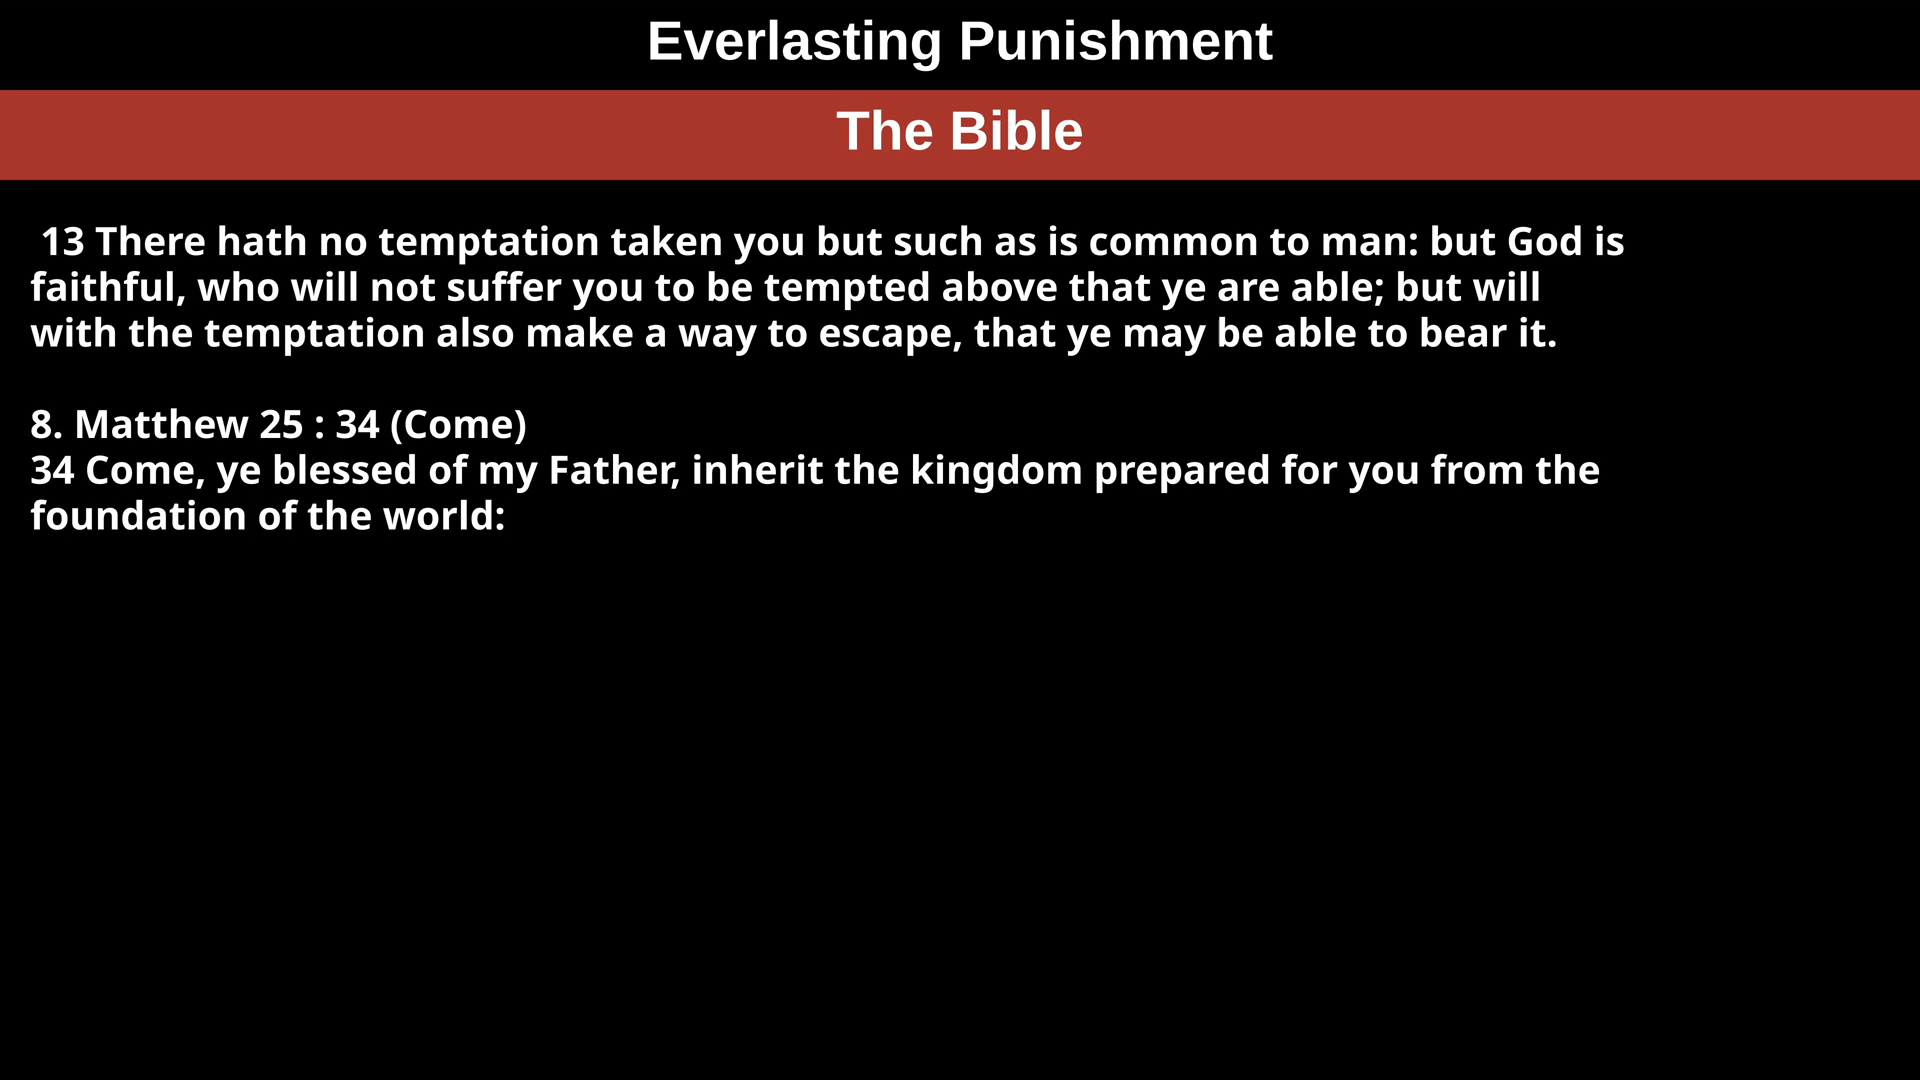 Everlasting Punishment
The Bible
13 There hath no temptation taken you but such as is common to man: but God is
faithful, who will not suffer you to be tempted above that ye are able; but will
with the temptation also make a way to escape, that ye may be able to bear it.
8. Matthew 25 : 34 (Come)
34 Come, ye blessed of my Father, inherit the kingdom prepared for you from the
foundation of the world: